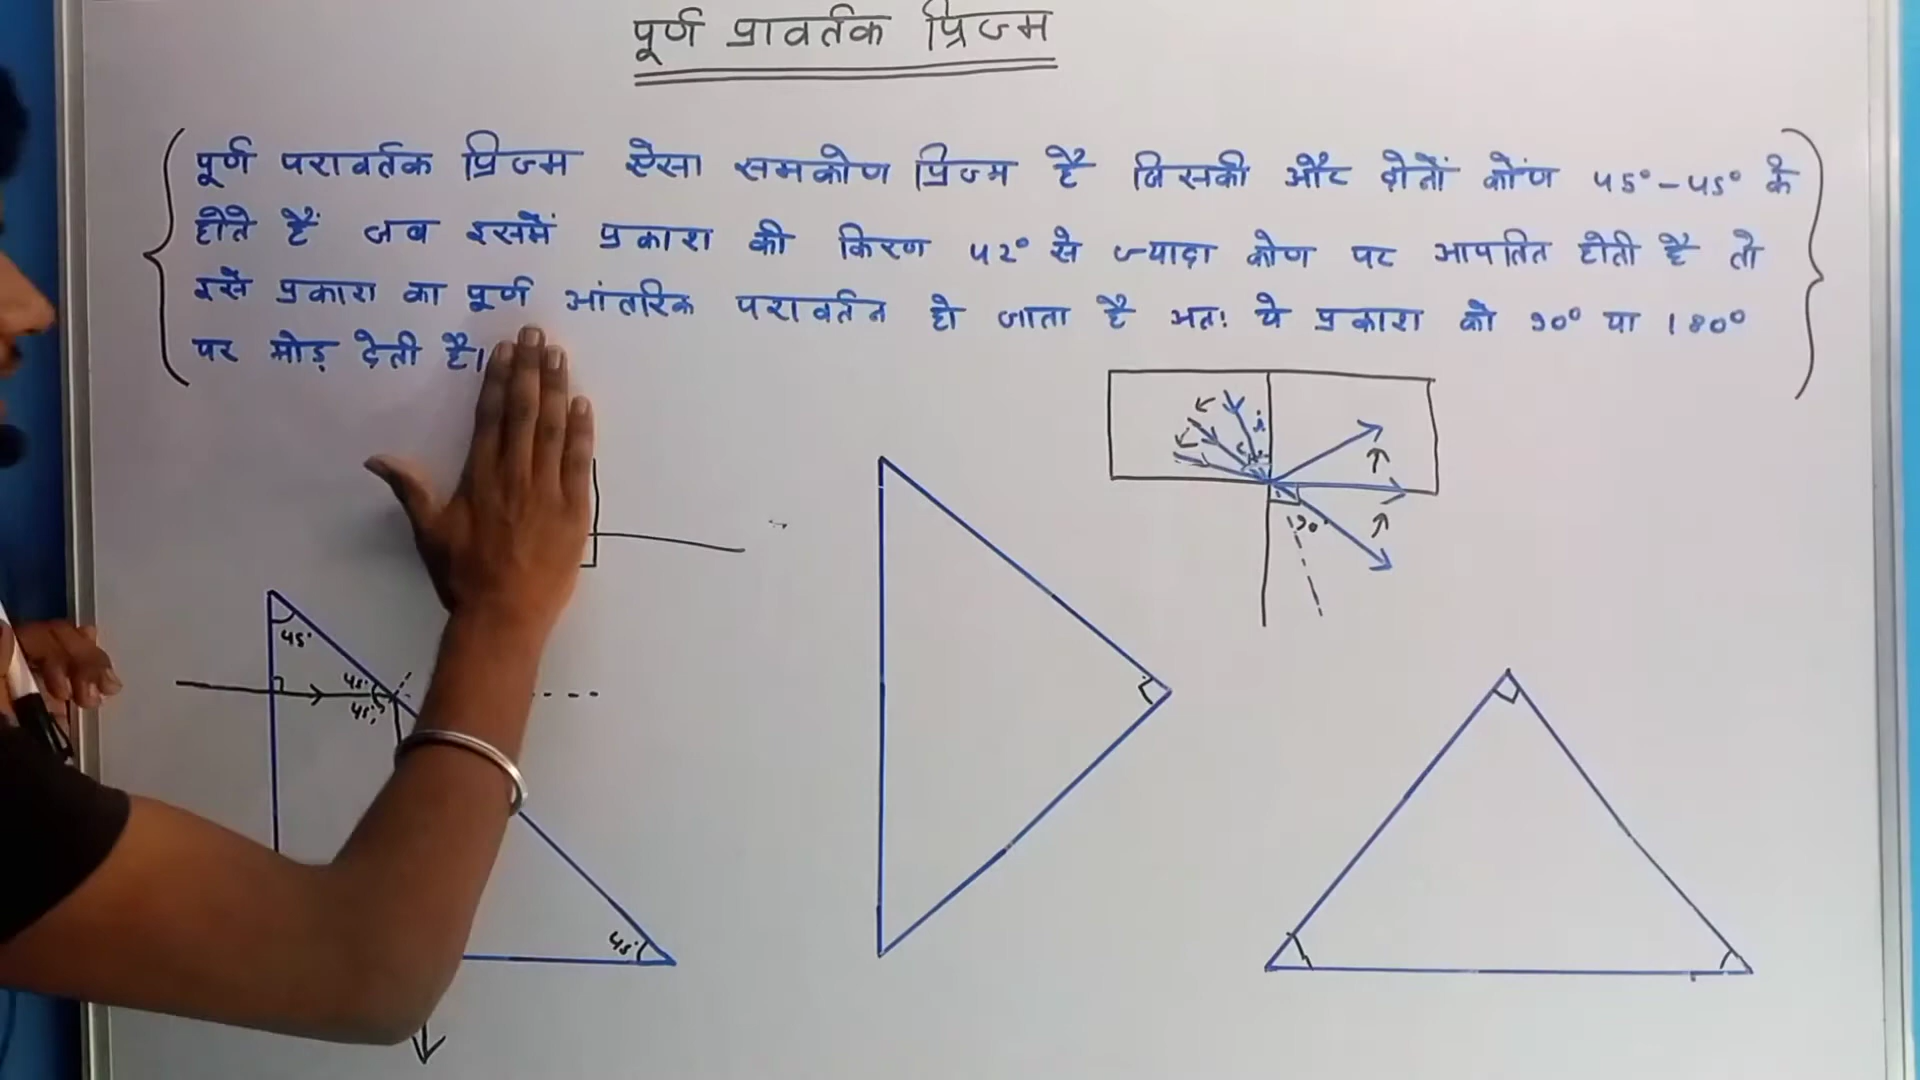 पूर्ण प्रावर्तक प्रिज्म
पूर्ण परावर्तक प्रिज्म ऐसा समकोण प्रिज्म है जिसकी और दोनों कोंण 45°-45° के
होते हैं जब इसमें प्रकाश की किरण 42° से ज्यादा कोण पर आपतित होती है तो
इसें प्रकाश का पूर्ण आंतरिक परावर्तन हो जाता है अतः ये प्रकाश को 90° या 180°
पर मोड़ देती है।
90°
45°
45°
45°
45°